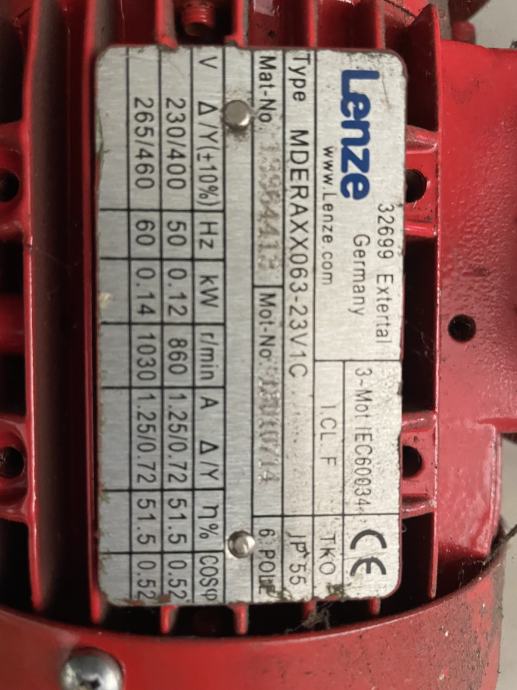 Lenze
32699 Extertal
Germany
www.Lenze.com
3~Mot IEC60034 CE
I.CL F TKO
Type MDERAXX063-23V1C IP 55
Mat-No. Mot-No. 6 POLE
V Δ/Y(±10%) Hz kW r/min A Δ/Y η% COSφ
230/400 50 0.12 860 1.25/0.72 51.5 0.52
265/460 60 0.14 1030 1.25/0.72 51.5 0.52